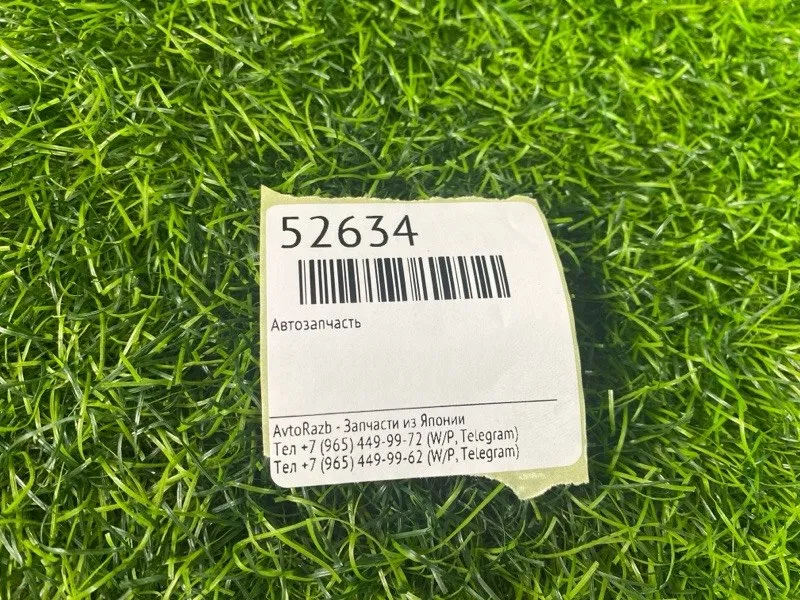 52634
Автозапчасть
AvtoRazb - Запчасти из Японии
Тел +7 (965) 449-99-72 (W/P, Telegram)
Тел +7 (965) 449-99-62 (W/P, Telegram)